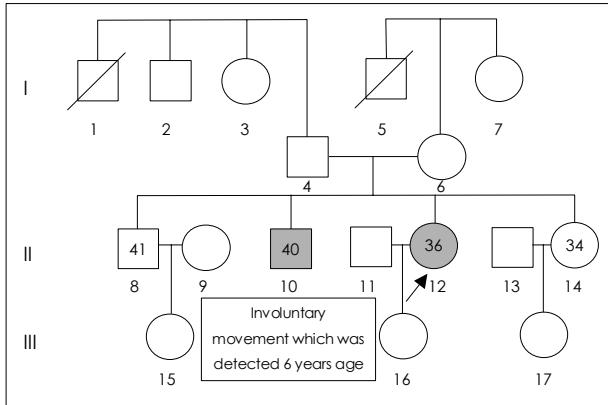 I
1 2 3 5 7
4 6
II
41 40 36 34
8 9 10 11 12 13 14
Involuntary
movement which was
detected 6 years age
III
15 16 17